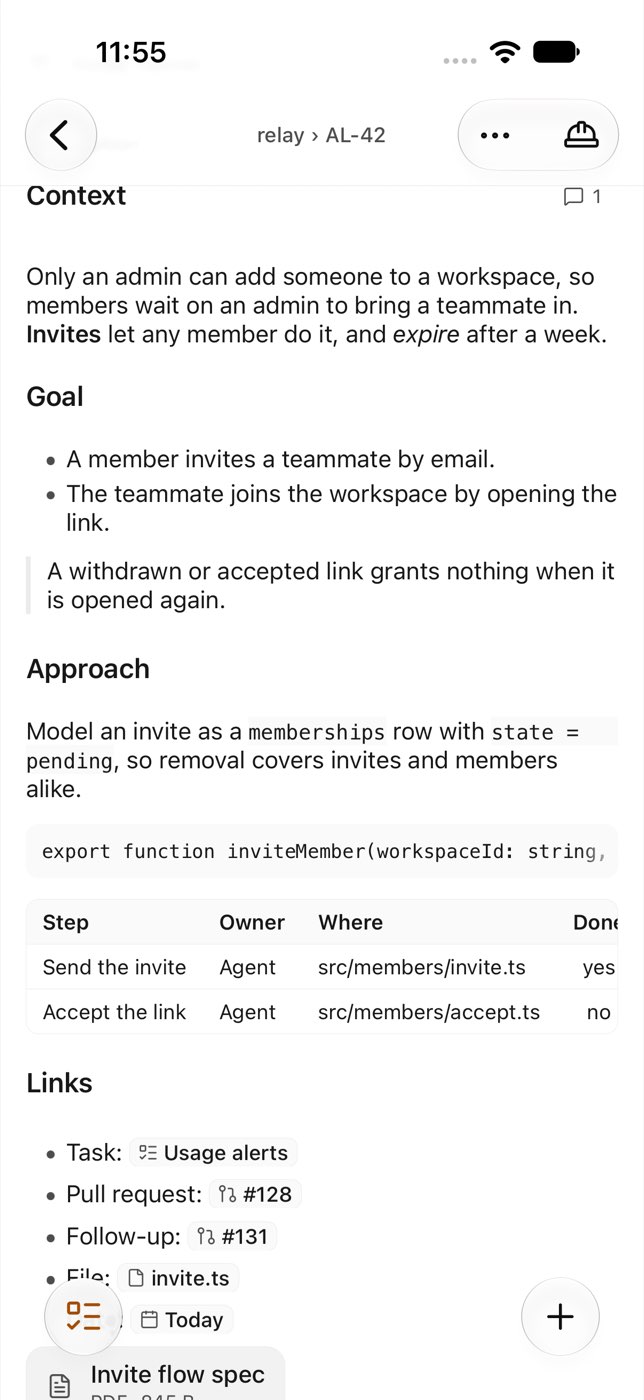 11:55
relay › AL-42
Context
1
Only an admin can add someone to a workspace, so
members wait on an admin to bring a teammate in.
Invites let any member do it, and expire after a week.
Goal
• A member invites a teammate by email.
• The teammate joins the workspace by opening the
link.
A withdrawn or accepted link grants nothing when it
is opened again.
Approach
Model an invite as a memberships row with state =
pending, so removal covers invites and members
alike.
export function inviteMember(workspaceId: string,
Step Owner Where Done
Send the invite Agent src/members/invite.ts yes
Accept the link Agent src/members/accept.ts no
Links
• Task: Usage alerts
• Pull request: #128
• Follow-up: #131
• File: invite.ts
Today
Invite flow spec